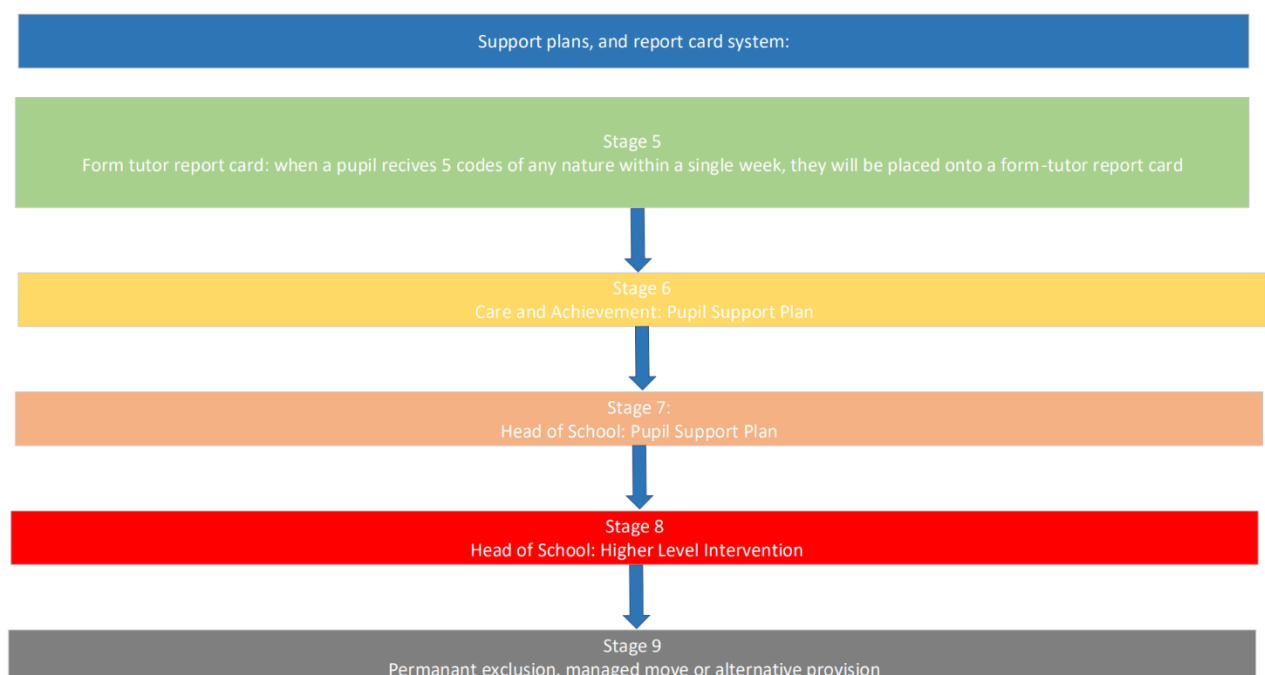 Support plans, and report card system:
Stage 5
Form tutor report card: when a pupil recives 5 codes of any nature within a single week, they will be placed onto a form-tutor report card
Stage 6
Care and Achievement: Pupil Support Plan
Stage 7:
Head of School: Pupil Support Plan
Stage 8
Head of School: Higher Level Intervention
Stage 9
Permanant exclusion, managed move or alternative provision